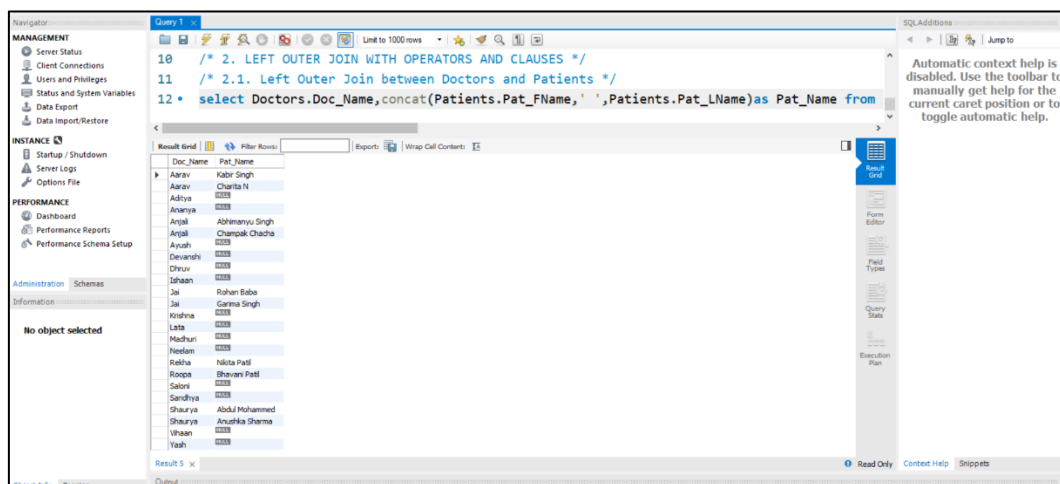 Navigator
MANAGEMENT
Server Status
Client Connections
Users and Privileges
Status and System Variables
Data Export
Data Import/Restore
INSTANCE
Startup / Shutdown
Server Logs
Options File
PERFORMANCE
Dashboard
Performance Reports
Performance Schema Setup
Administration Schemas
Information
No object selected
Query 1
Limit to 1000 rows
10 /* 2. LEFT OUTER JOIN WITH OPERATORS AND CLAUSES */
11 /* 2.1. Left Outer Join between Doctors and Patients */
12 select Doctors.Doc_Name,concat(Patients.Pat_FName,' ',Patients.Pat_LName)as Pat_Name from
Result Grid Filter Rows: Export: Wrap Cell Content:
Doc_Name Pat_Name
Aarav Kabir Singh
Aarav Charita N
Aditya NULL
Ananya NULL
Anjali Abhimanyu Singh
Anjali Champak Chacha
Ayush NULL
Devanshi NULL
Dhruv NULL
Ishaan NULL
Jai Rohan Baba
Jai Garima Singh
Krishna NULL
Lata NULL
Madhuri NULL
Neelam NULL
Rekha Nikita Patil
Roopa Bhavani Patil
Saloni NULL
Sandhya NULL
Shaurya Abdul Mohammed
Shaurya Anushka Sharma
Vihaan NULL
Yash NULL
Result 5
Read Only
Result
Grid
Form
Editor
Field
Types
Query
Stats
Execution
Plan
SQLAdditions
Jump to
Automatic context help is
disabled. Use the toolbar to
manually get help for the
current caret position or to
toggle automatic help.
Context Help Snippets
Output